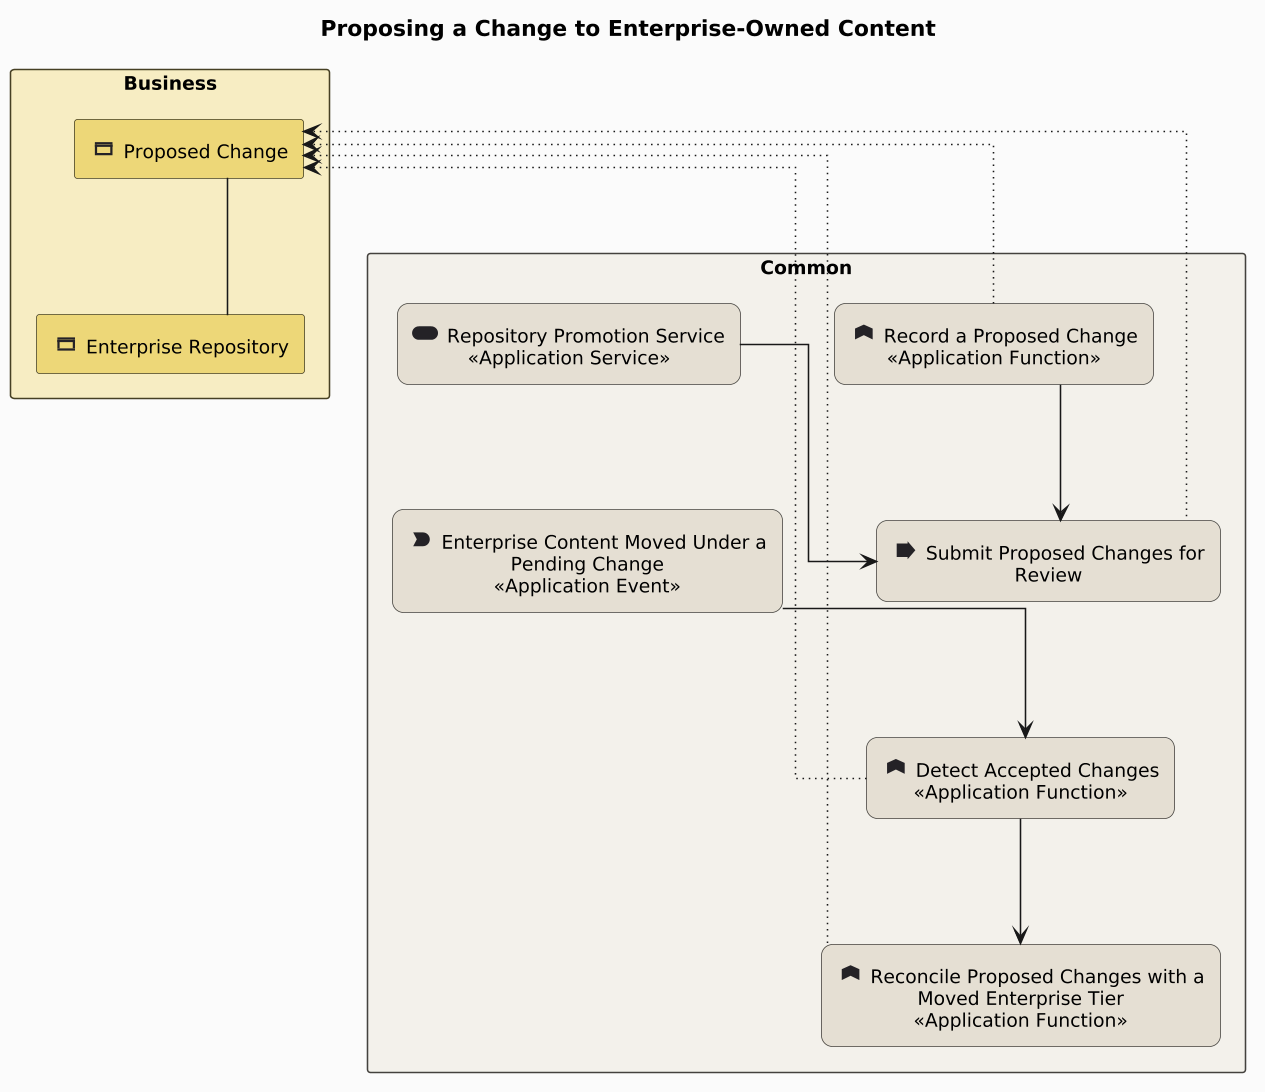 Proposing a Change to Enterprise-Owned Content
Business
Proposed Change
Enterprise Repository
Common
Repository Promotion Service
«Application Service»
Record a Proposed Change
«Application Function»
Enterprise Content Moved Under a
Pending Change
«Application Event»
Submit Proposed Changes for
Review
Detect Accepted Changes
«Application Function»
Reconcile Proposed Changes with a
Moved Enterprise Tier
«Application Function»